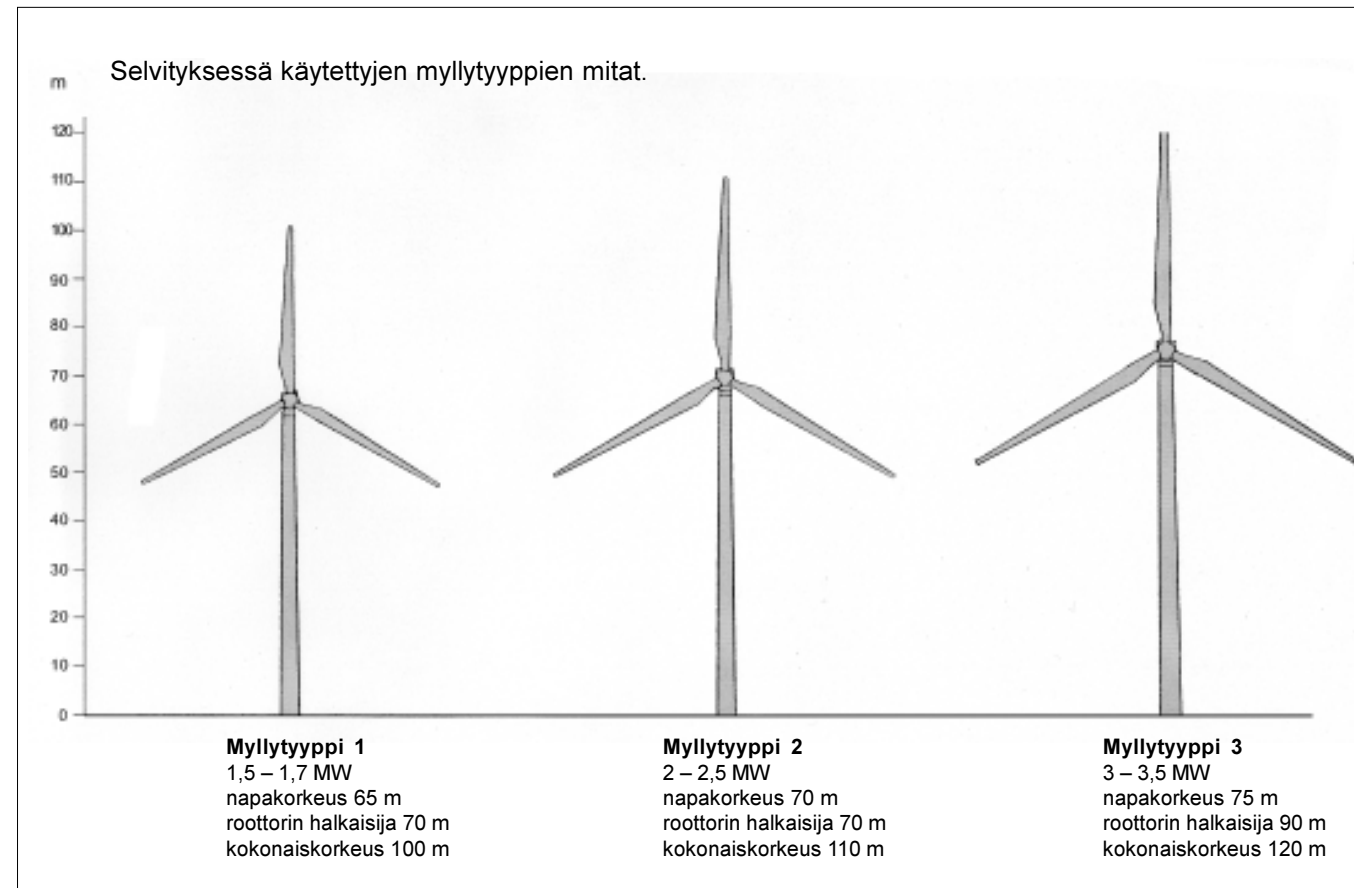 Selvityksessä käytettyjen myllytyyppien mitat.
m
120
110
100
90
80
70
60
50
40
30
20
10
0
Myllytyyppi 1
1,5 – 1,7 MW
napakorkeus 65 m
roottorin halkaisija 70 m
kokonaiskorkeus 100 m
Myllytyyppi 2
2 – 2,5 MW
napakorkeus 70 m
roottorin halkaisija 70 m
kokonaiskorkeus 110 m
Myllytyyppi 3
3 – 3,5 MW
napakorkeus 75 m
roottorin halkaisija 90 m
kokonaiskorkeus 120 m